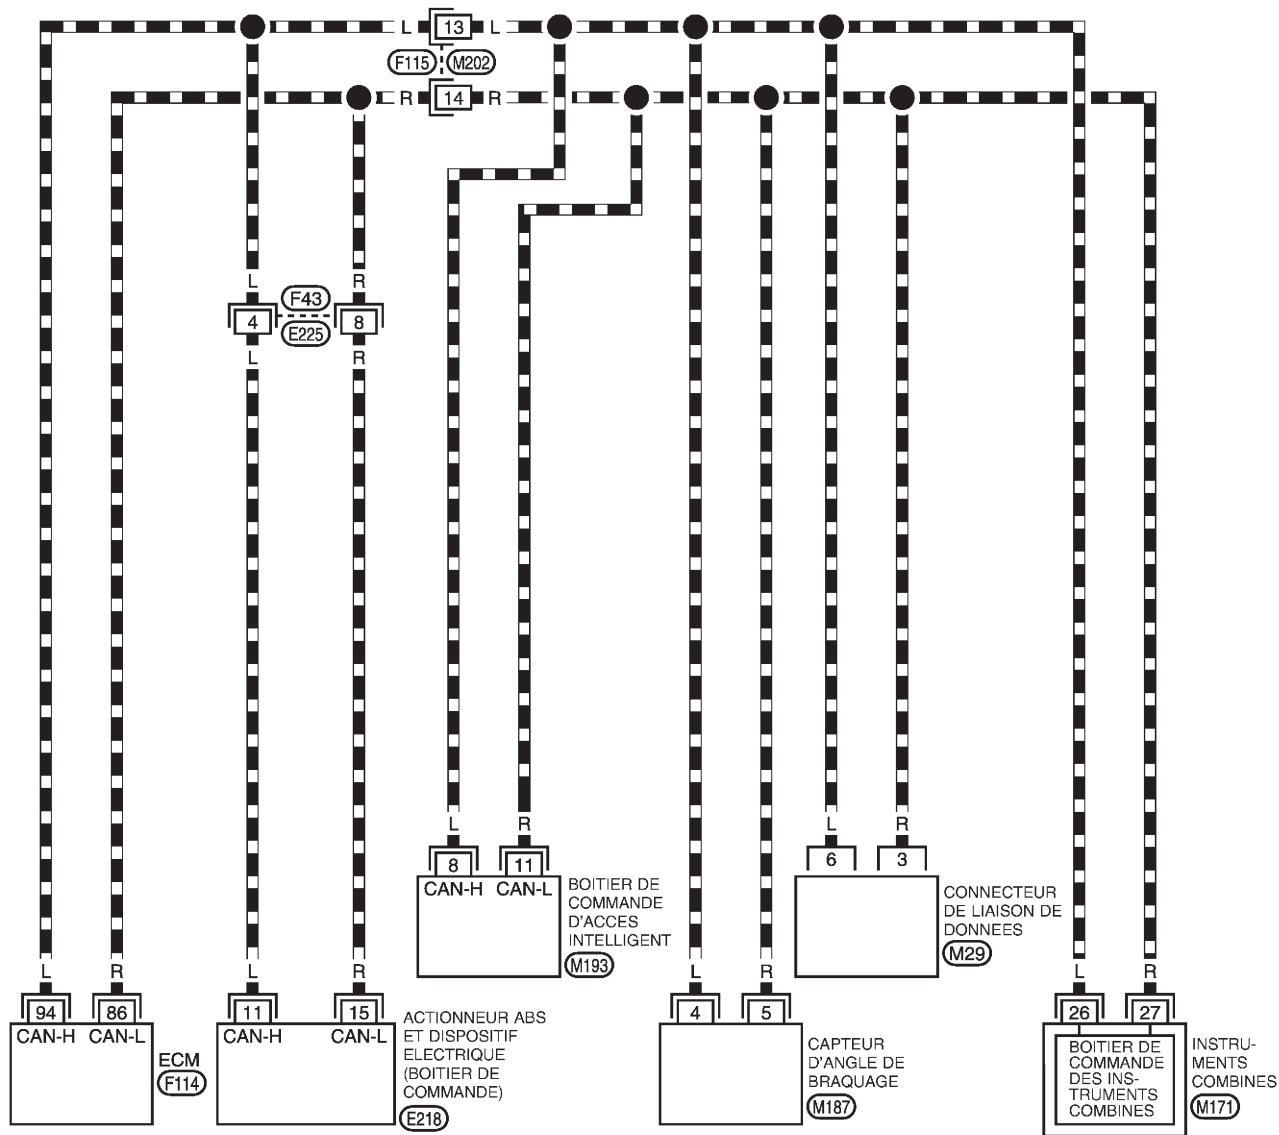 L 13 L
F115 M202
R 14 R
L R
F43
4 8
E225
L R
L R
8 11
CAN-H CAN-L
BOITIER DE
COMMANDE
D'ACCES
INTELLIGENT
M193
L R
6 3
CONNECTEUR
DE LIAISON DE
DONNEES
M29
L R
94 86
CAN-H CAN-L
ECM
F114
L R
11 15
CAN-H CAN-L
ACTIONNEUR ABS
ET DISPOSITIF
ELECTRIQUE
(BOITIER DE
COMMANDE)
E218
L R
4 5
CAPTEUR
D'ANGLE DE
BRAQUAGE
M187
L R
26 27
BOITIER DE
COMMANDE
DES INS-
TRUMENTS
COMBINES
INSTRU-
MENTS
COMBINES
M171